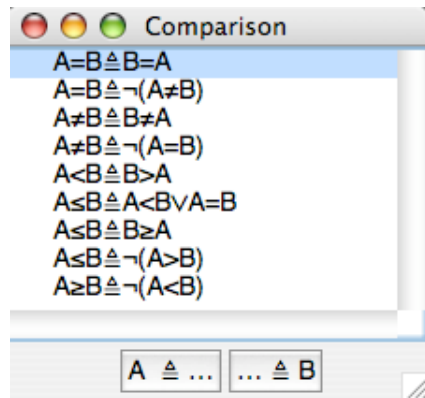 Comparison
A=B≜B=A
A=B≜¬(A≠B)
A≠B≜B≠A
A≠B≜¬(A=B)
A<B≜B>A
A≤B≜A<B∨A=B
A≤B≜B≥A
A≤B≜¬(A>B)
A≥B≜¬(A<B)
A ≜ ... ... ≜ B